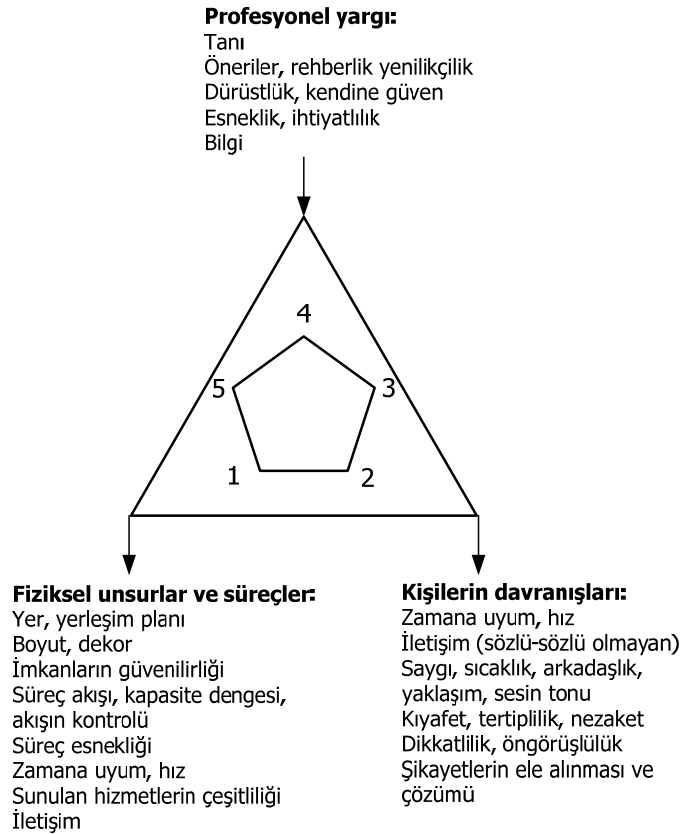 Profesyonel yargı:
Tanı
Öneriler, rehberlik yenilikçilik
Dürüstlük, kendine güven
Esneklik, ihtiyatlılık
Bilgi
4
5
3
1
2
Fiziksel unsurlar ve süreçler:
Yer, yerleşim planı
Boyut, dekor
İmkanların güvenilirliği
Süreç akışı, kapasite dengesi,
akışın kontrolü
Süreç esnekliği
Zamana uyum, hız
Sunulan hizmetlerin çeşitliliği
İletişim
Kişilerin davranışları:
Zamana uyum, hız
İletişim (sözlü-sözlü olmayan)
Saygı, sıcaklık, arkadaşlık,
yaklaşım, sesin tonu
Kıyafet, tertiplilik, nezaket
Dikkatlilik, öngörüşlülük
Şikayetlerin ele alınması ve
çözümü